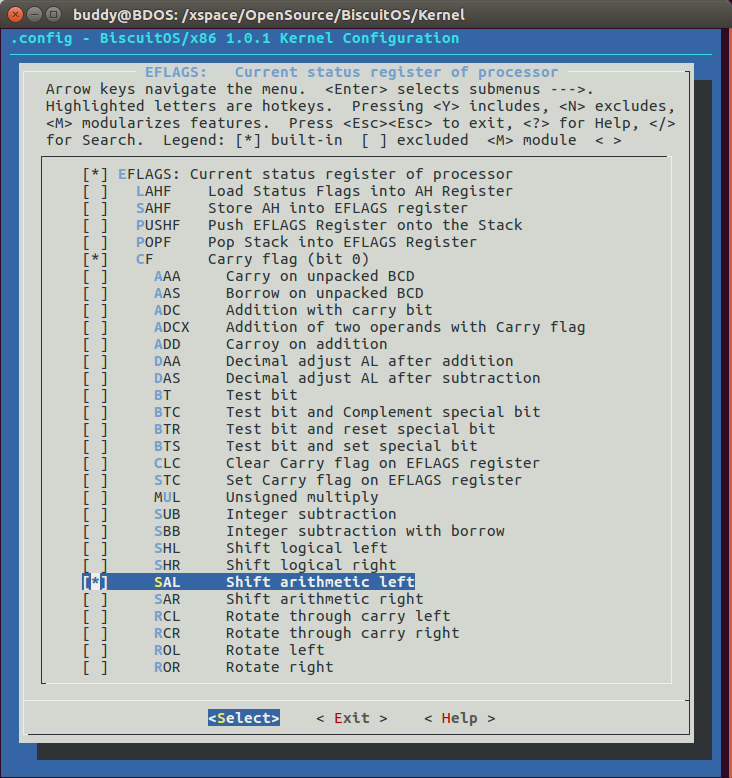 buddy@BDOS: /xspace/OpenSource/BiscuitOS/Kernel
.config - BiscuitOS/x86 1.0.1 Kernel Configuration
EFLAGS:   Current status register of processor
Arrow keys navigate the menu.  <Enter> selects submenus --->.
Highlighted letters are hotkeys.  Pressing <Y> includes, <N> excludes,
<M> modularizes features.  Press <Esc><Esc> to exit, <?> for Help, </>
for Search.  Legend: [*] built-in  [ ] excluded  <M> module  < >
[*] EFLAGS: Current status register of processor
[ ]   LAHF    Load Status Flags into AH Register
[ ]   SAHF    Store AH into EFLAGS register
[ ]   PUSHF   Push EFLAGS Register onto the Stack
[ ]   POPF    Pop Stack into EFLAGS Register
[*]   CF      Carry flag (bit 0)
[ ]     AAA     Carry on unpacked BCD
[ ]     AAS     Borrow on unpacked BCD
[ ]     ADC     Addition with carry bit
[ ]     ADCX    Addition of two operands with Carry flag
[ ]     ADD     Carroy on addition
[ ]     DAA     Decimal adjust AL after addition
[ ]     DAS     Decimal adjust AL after subtraction
[ ]     BT      Test bit
[ ]     BTC     Test bit and Complement special bit
[ ]     BTR     Test bit and reset special bit
[ ]     BTS     Test bit and set special bit
[ ]     CLC     Clear Carry flag on EFLAGS register
[ ]     STC     Set Carry flag on EFLAGS register
[ ]     MUL     Unsigned multiply
[ ]     SUB     Integer subtraction
[ ]     SBB     Integer subtraction with borrow
[ ]     SHL     Shift logical left
[ ]     SHR     Shift logical right
[*]     SAL     Shift arithmetic left
[ ]     SAR     Shift arithmetic right
[ ]     RCL     Rotate through carry left
[ ]     RCR     Rotate through carry right
[ ]     ROL     Rotate left
[ ]     ROR     Rotate right
<Select>    < Exit >    < Help >